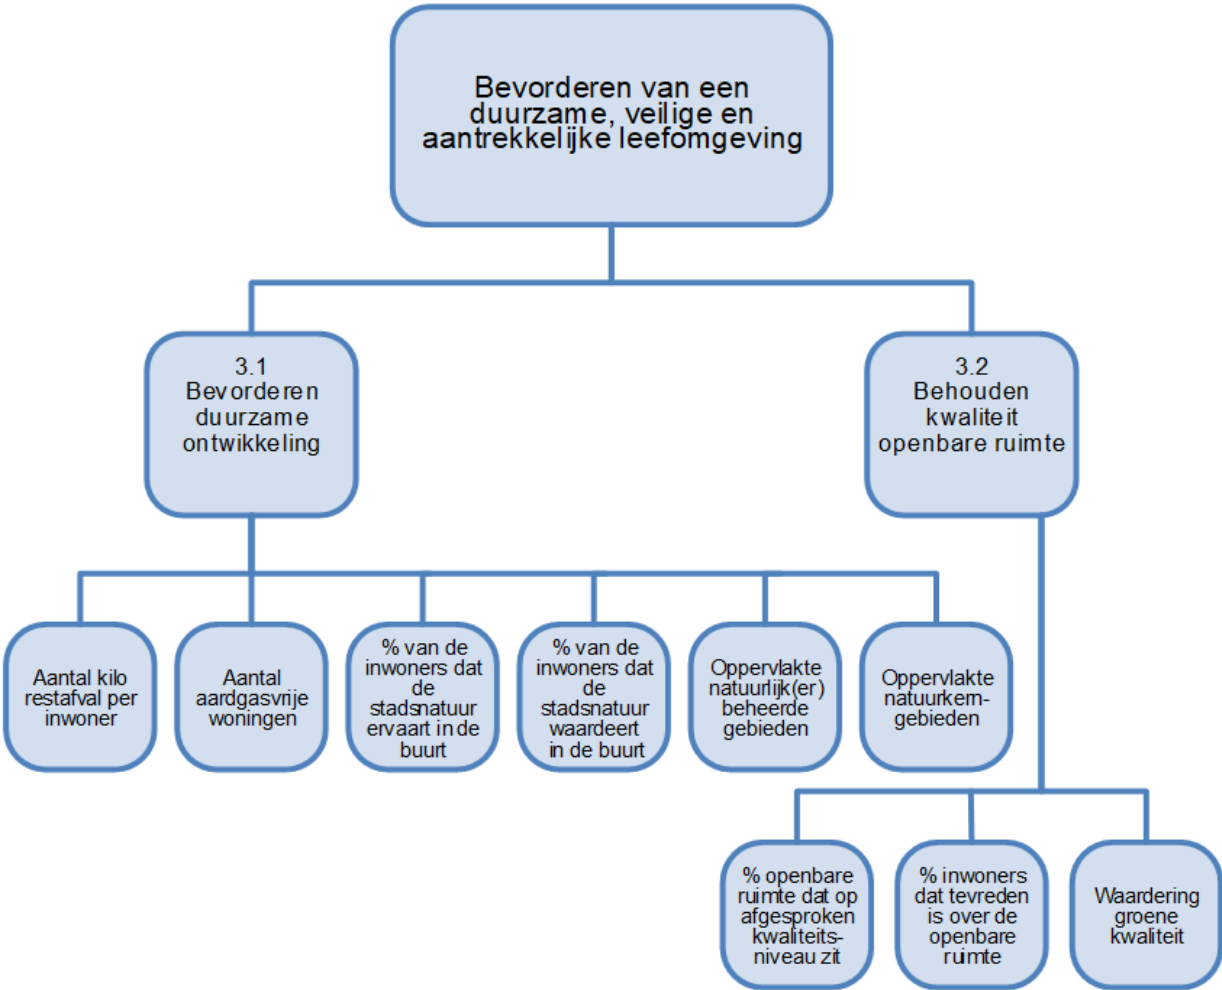 Bevorderen van een
duurzame, veilige en
aantrekkelijke leefomgeving
3.1
Bevorderen
duurzame
ontwikkeling
3.2
Behouden
kwaliteit
openbare ruimte
Aantal kilo
restafval per
inwoner
Aantal
aardgasvrije
woningen
% van de
inwoners dat
de
stadsnatuur
ervaart in de
buurt
% van de
inwoners dat
de
stadsnatuur
waardeert
in de buurt
Oppervlakte
natuurlijk(er)
beheerde
gebieden
Oppervlakte
natuurkern-
gebieden
% openbare
ruimte dat op
afgesproken
kwaliteits-
niveau zit
% inwoners
dat tevreden
is over de
openbare
ruimte
Waardering
groene
kwaliteit